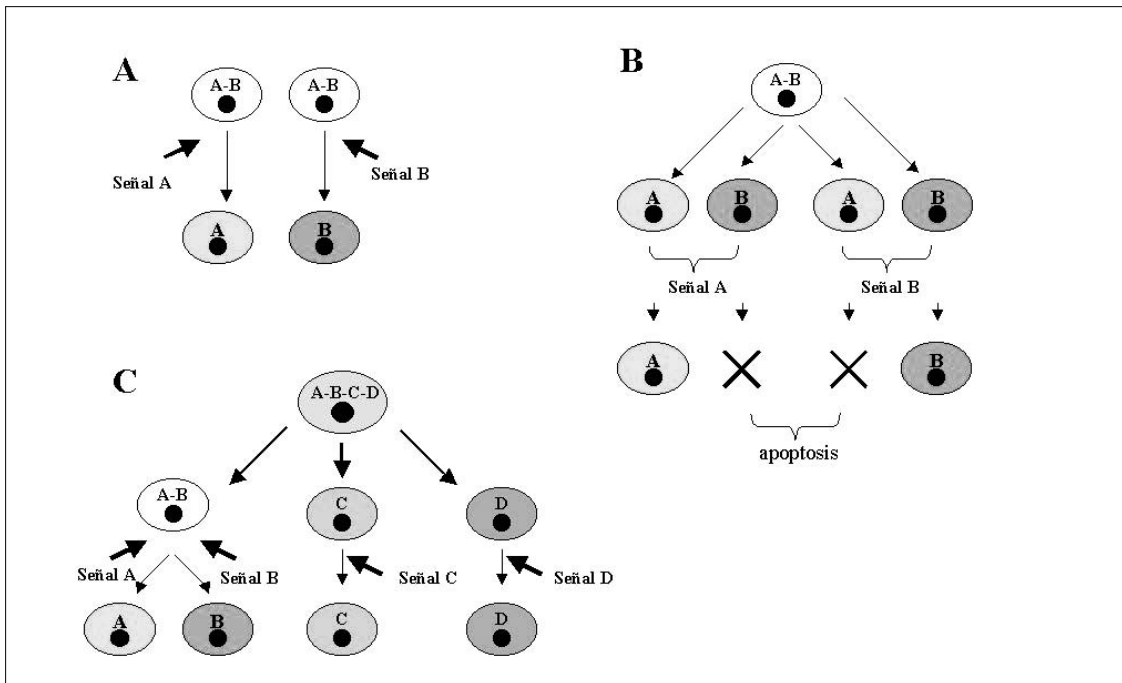 A
A-B A-B
Señal A Señal B
A B
B
A-B
A B A B
Señal A Señal B
A B
apoptosis
C
A-B-C-D
A-B C D
Señal A Señal B Señal C Señal D
A B C D